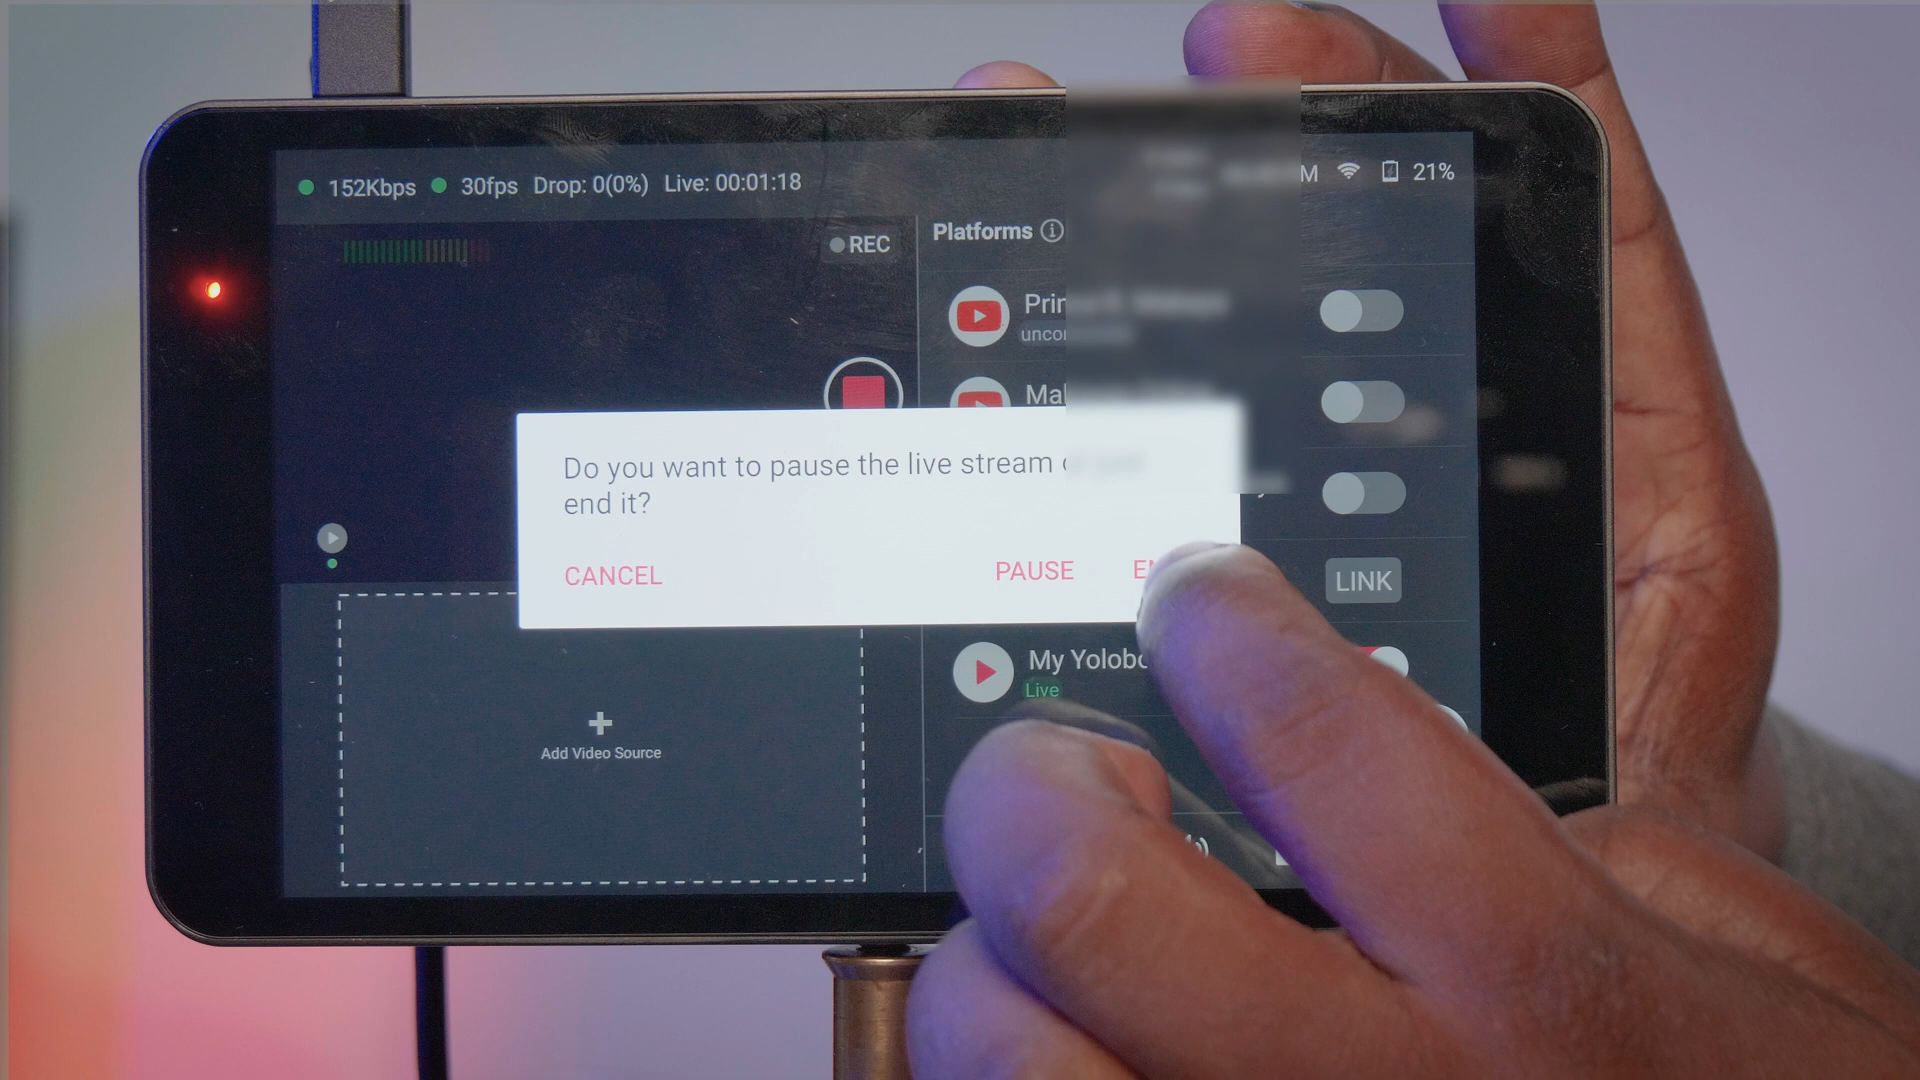 152Kbps 30fps Drop: 0(0%) Live: 00:01:18
21%
REC
Platforms
Do you want to pause the live stream
end it?
CANCEL PAUSE
LINK
My
Live
Add Video Source